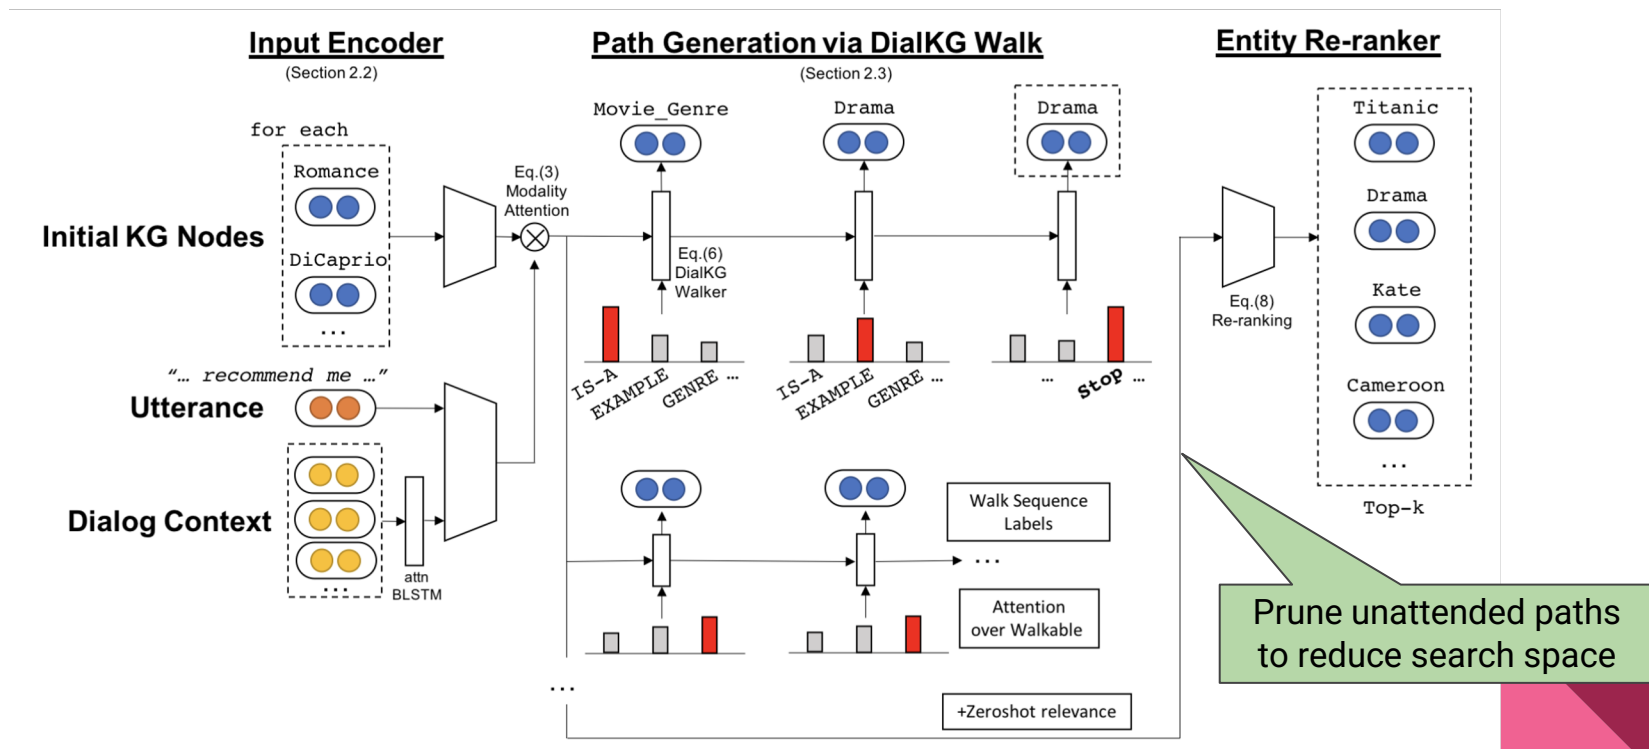 Input Encoder
(Section 2.2)
Path Generation via DialKG Walk
(Section 2.3)
Entity Re-ranker
for each
Romance
DiCaprio
...
Initial KG Nodes
Eq.(3)
Modality
Attention
Movie_Genre
Drama
Drama
Eq.(6)
DialKG
Walker
IS-A
EXAMPLE
GENRE ...
IS-A
EXAMPLE
GENRE ...
...
Stop ...
“… recommend me …”
Utterance
Dialog Context
...
attn
BLSTM
Walk Sequence
Labels
...
Attention
over Walkable
...
+Zeroshot relevance
Eq.(8)
Re-ranking
Titanic
Drama
Kate
Cameroon
...
Top-k
Prune unattended paths
to reduce search space